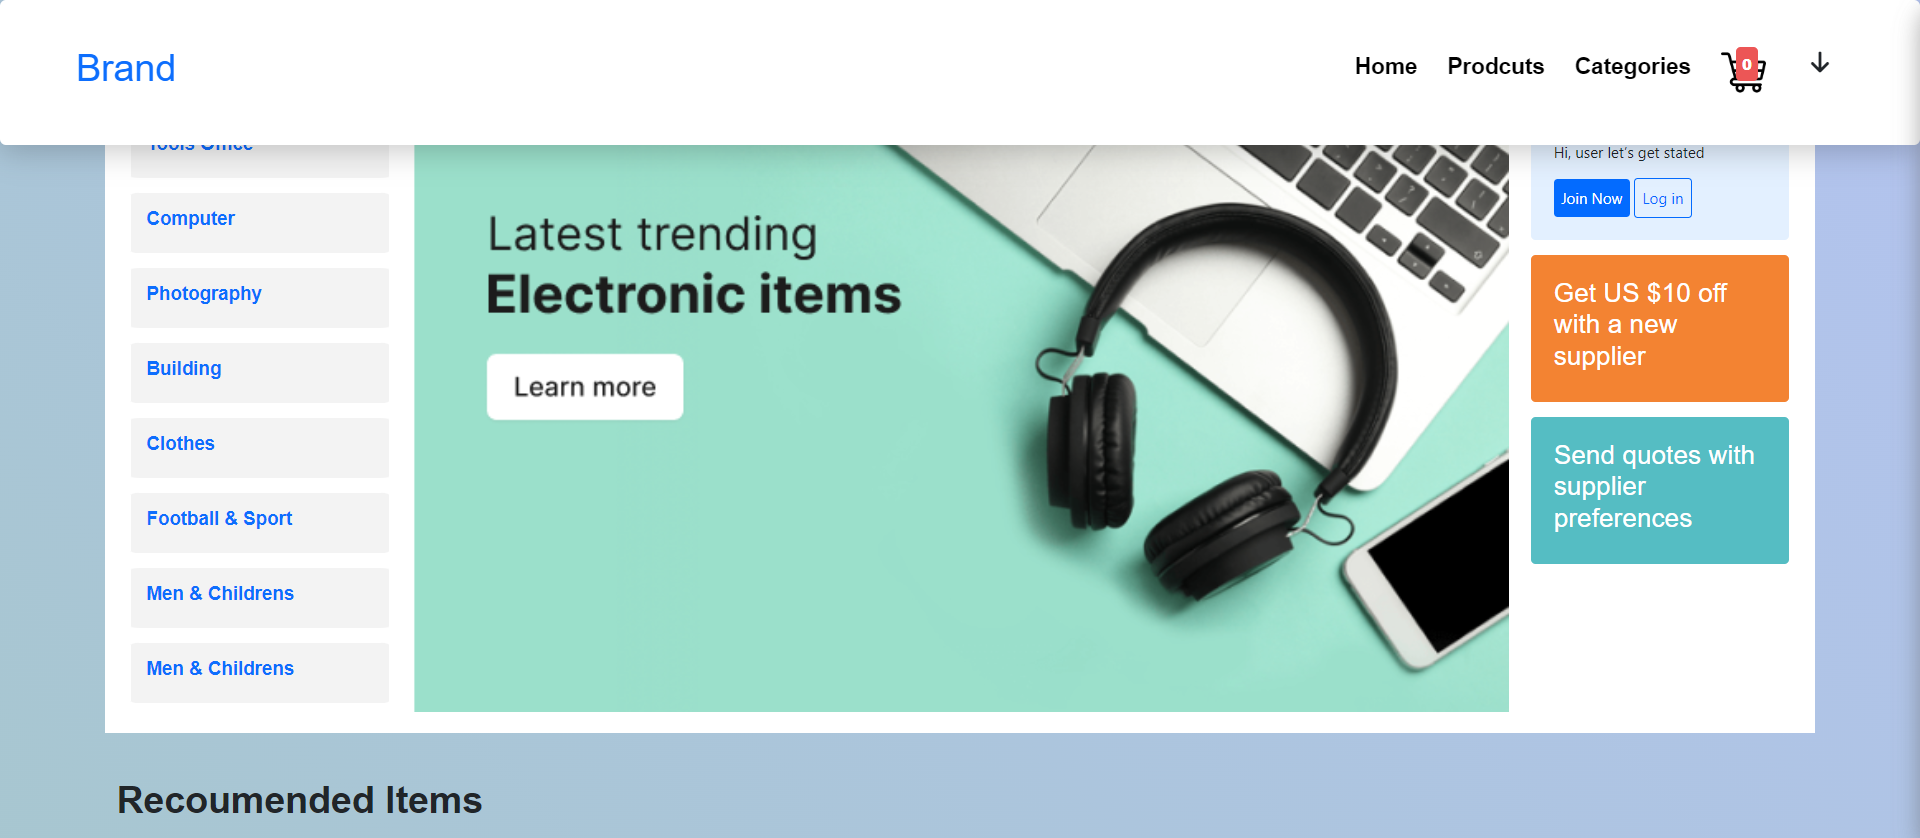 Brand
Home
Prodcuts
Categories
0
Tools Office
Computer
Photography
Building
Clothes
Football & Sport
Men & Childrens
Men & Childrens
Latest trending
Electronic items
Learn more
Hi, user let's get stated
Join Now
Log in
Get US $10 off
with a new
supplier
Send quotes with
supplier
preferences
Recoumended Items